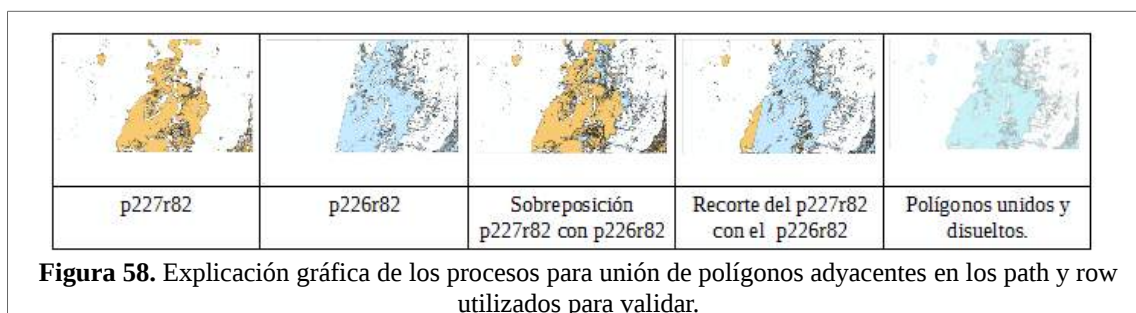 p227r82
p226r82
Sobreposición
p227r82 con p226r82
Recorte del p227r82
con el p226r82
Polígonos unidos y
disueltos.
Figura 58. Explicación gráfica de los procesos para unión de polígonos adyacentes en los path y row
utilizados para validar.